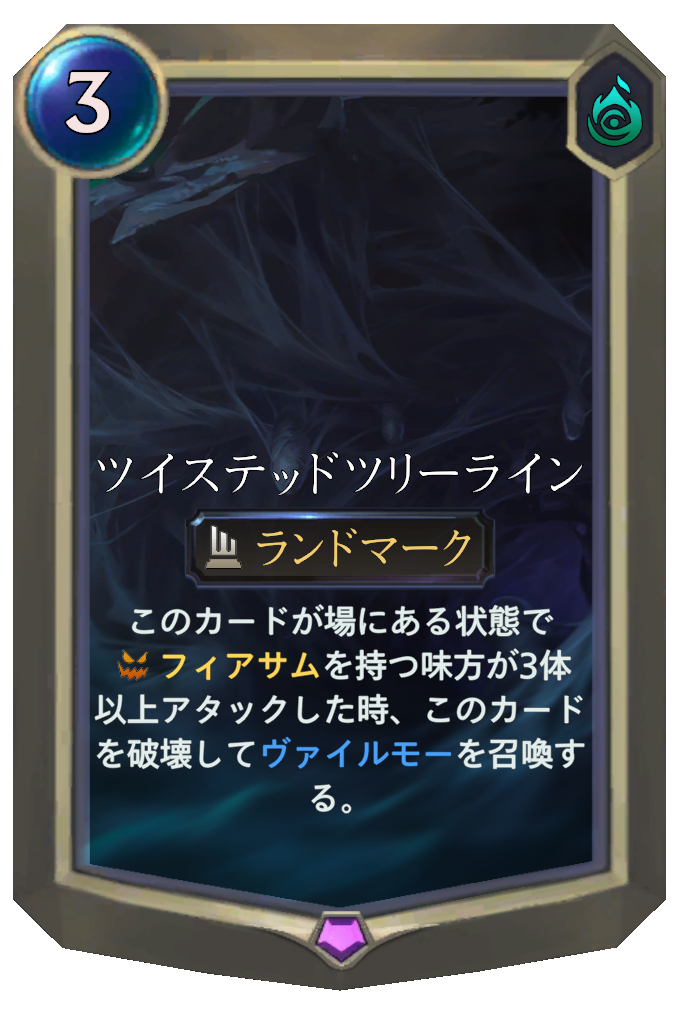 3
ツイステッドツリーライン
ランドマーク
このカードが場にある状態で
フィアサムを持つ味方が3体
以上アタックした時、このカード
を破壊してヴァイルモーを召喚す
る。